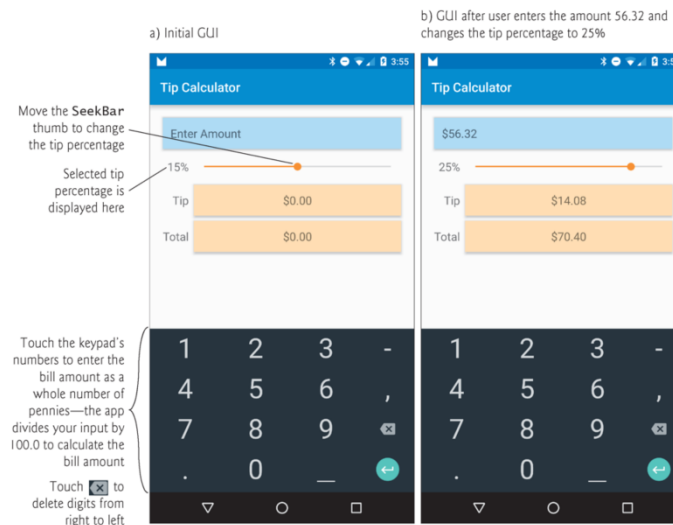 a) Initial GUI
b) GUI after user enters the amount 56.32 and
changes the tip percentage to 25%
3:55
Tip Calculator
Enter Amount
15%
Tip
$0.00
Total
$0.00
1 2 3 -
4 5 6 ,
7 8 9
. 0 _
Tip Calculator
$56.32
25%
Tip
$14.08
Total
$70.40
1 2 3 -
4 5 6 ,
7 8 9
. 0 _
Move the SeekBar
thumb to change
the tip percentage
Selected tip
percentage is
displayed here
Touch the keypad's
numbers to enter the
bill amount as a
whole number of
pennies—the app
divides your input by
100.0 to calculate the
bill amount
Touch
to
delete digits from
right to left